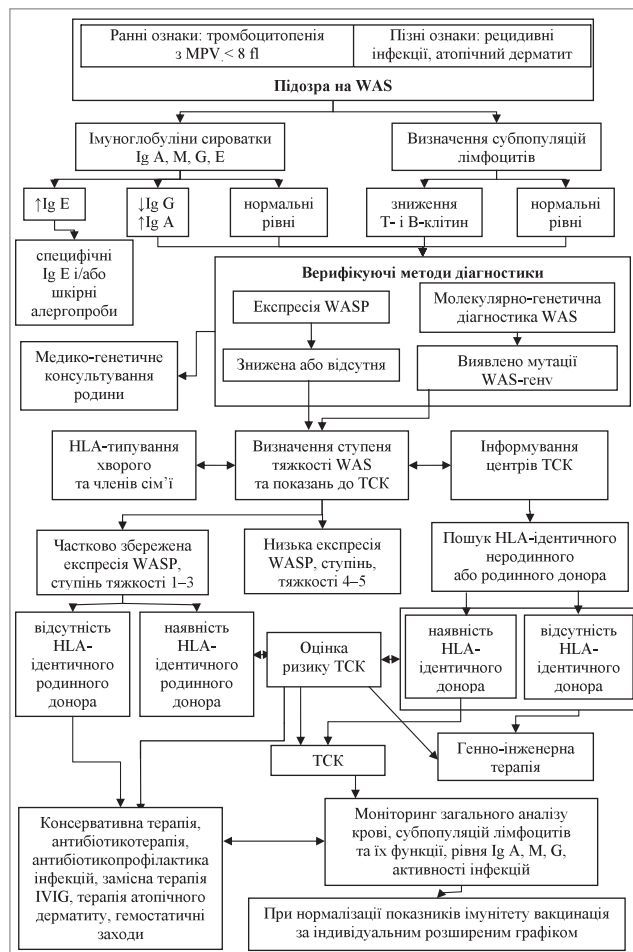 Ранні ознаки: тромбоцитопенія
з MPV < 8 fl
Пізні ознаки: рецидивні
інфекції, атопічний дерматит
Підозра на WAS
Імуноглобуліни сироватки
Ig A, M, G, E
Визначення субпопуляцій
лімфоцитів
↑Ig E
↓Ig G
↑Ig A
нормальні
рівні
зниження
Т- і В-клітин
нормальні
рівні
специфічні
Ig E і/або
шкірні
алергопроби
Верифікуючі методи діагностики
Експресія WASP
Молекулярно-генетична
діагностика WAS
Знижена або відсутня
Виявлено мутації
WAS-гену
Медико-генетичне
консультування
родини
HLA-типування
хворого
та членів сім’ї
Визначення ступеня
тяжкості WAS
та показань до ТСК
Інформування
центрів ТСК
Частково збережена
експресія WASP,
ступінь тяжкості 1–3
Низька експресія
WASP, ступінь,
тяжкості 4–5
Пошук HLA-ідентичного
неродинного
або родинного донора
відсутність
HLA-
ідентичного
родинного
донора
наявність
HLA-
ідентичного
родинного
донора
Оцінка
ризику ТСК
наявність
HLA-
ідентичного
донора
відсутність
HLA-
ідентичного
донора
ТСК
Генно-інженерна
терапія
Консервативна терапія,
антибіотикотерапія,
антибіотикопрофілактика
інфекцій, замісна терапія
IVIG, терапія атопічного
дерматиту, гемостатичні
заходи
Моніторинг загального аналізу
крові, субпопуляцій лімфоцитів
та їх функції, рівня Ig A, M, G,
активності інфекцій
При нормалізації показників імунітету вакцинація
за індивідуальним розширеним графіком